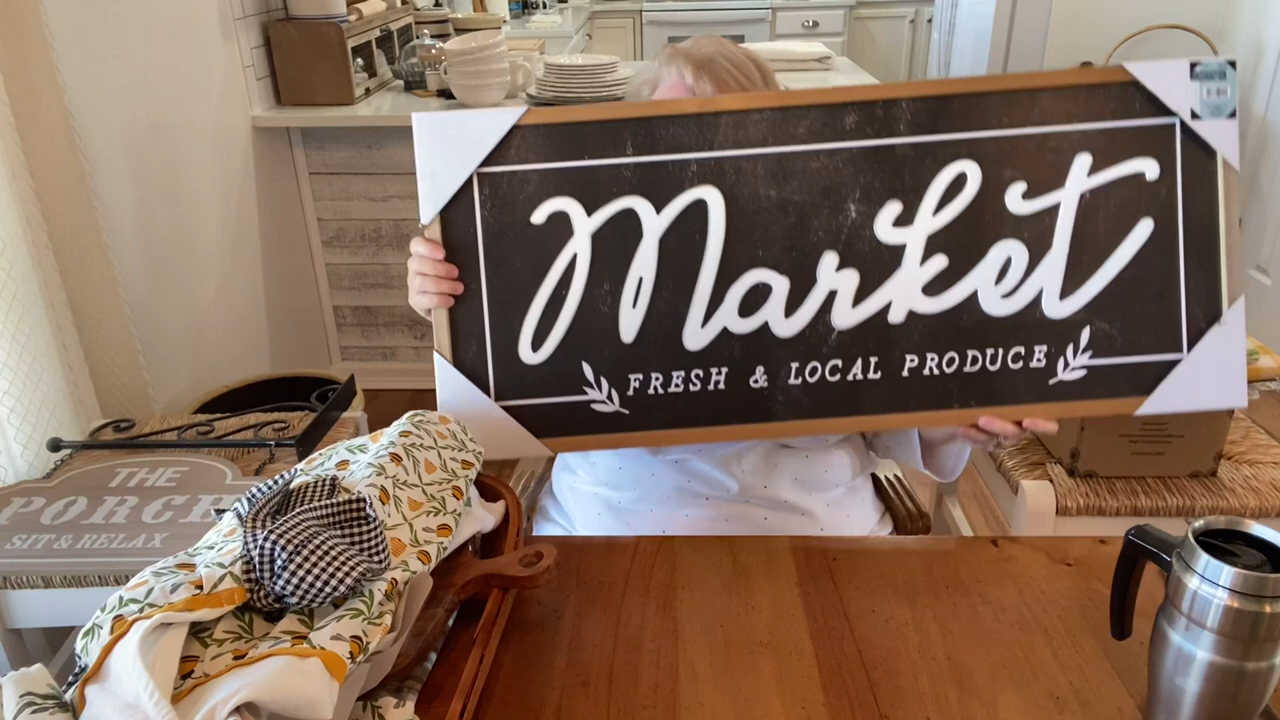 Market
FRESH & LOCAL PRODUCE
THE
PORCH
SIT & RELAX